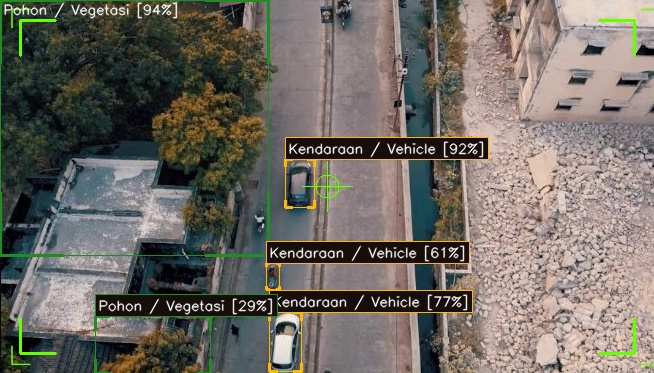 Pohon / Vegetasi [94%]
Kendaraan / Vehicle [92%]
Kendaraan / Vehicle [61%]
Pohon / Vegetasi [29%]
Kendaraan / Vehicle [77%]